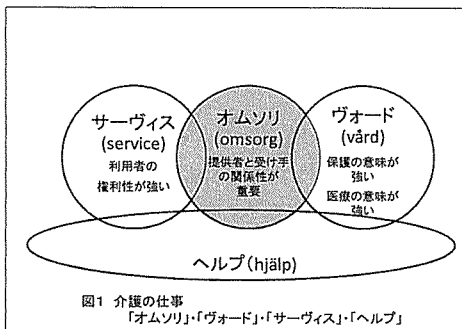 サーヴィス
(service)
利用者の
権利性が強い
オムソリ
(omsorg)
提供者と受け手
の関係性が
重要
ヴォード
(vård)
保護の意味が
強い
医療の意味が
強い
ヘルプ(hjälp)
図1 介護の仕事
「オムソリ」・「ヴォード」・「サーヴィス」・「ヘルプ」